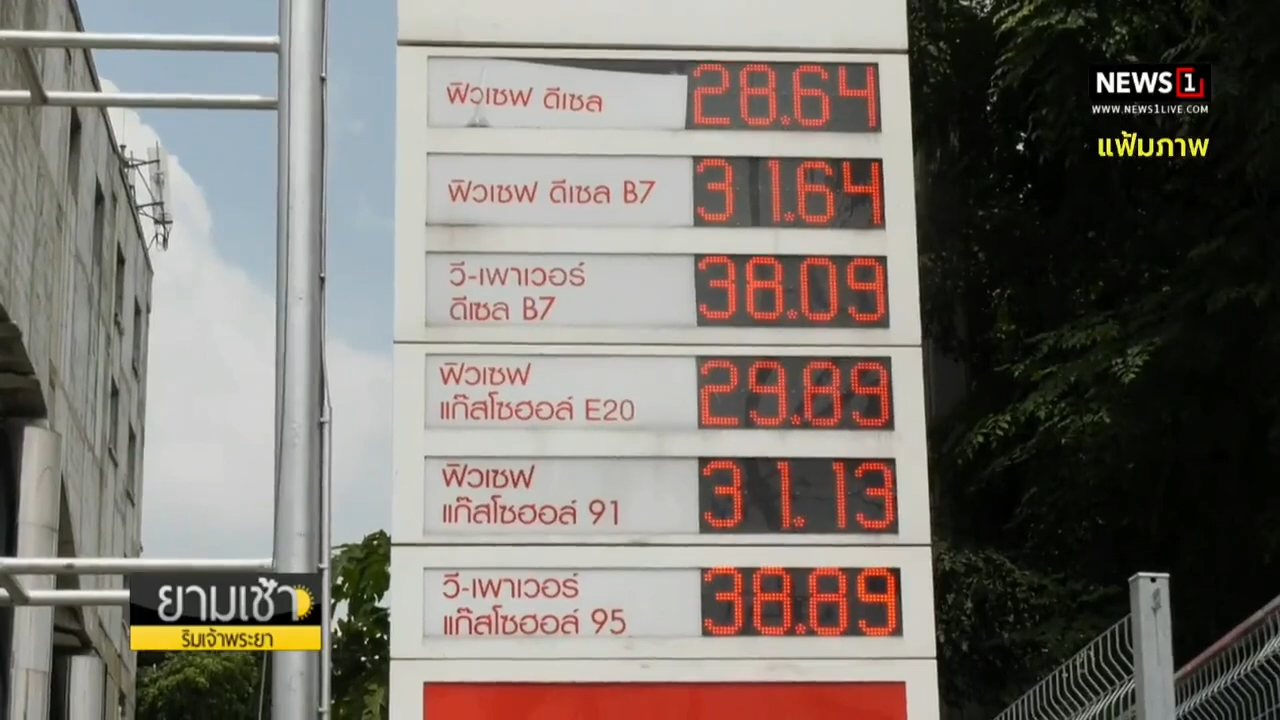 ฟิวเซฟ ดีเซล 28.64
ฟิวเซฟ ดีเซล B7 31.64
วี-เพาเวอร์
ดีเซล B7 38.09
ฟิวเซฟ
แก๊สโซฮอล์ E20 29.89
ฟิวเซฟ
แก๊สโซฮอล์ 91 31.13
วี-เพาเวอร์
แก๊สโซฮอล์ 95 38.89
NEWS 1
WWW.NEWS1LIVE.COM
แฟ้มภาพ
ยามเช้า
ริมเจ้าพระยา